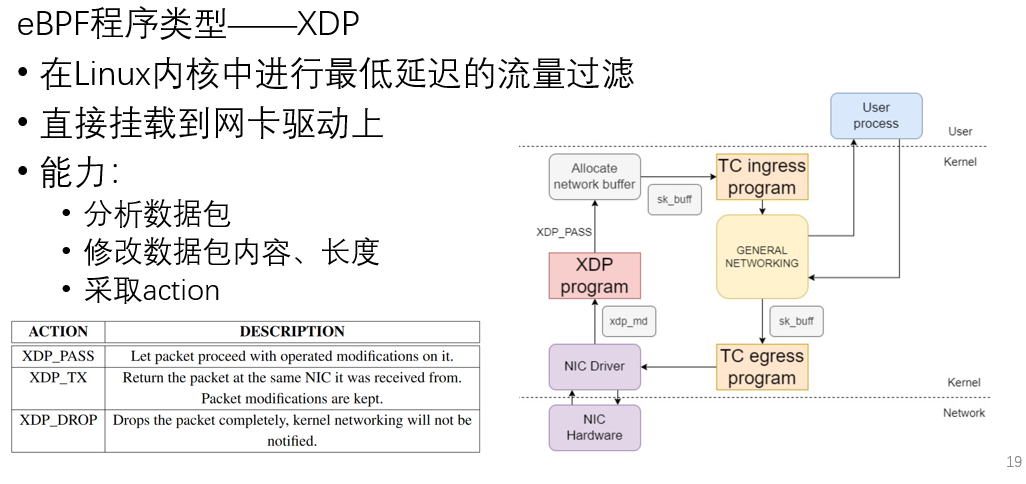 eBPF程序类型——XDP
• 在Linux内核中进行最低延迟的流量过滤
• 直接挂载到网卡驱动上
• 能力：
• 分析数据包
• 修改数据包内容、长度
• 采取action
ACTION DESCRIPTION
XDP_PASS Let packet proceed with operated modifications on it.
XDP_TX Return the packet at the same NIC it was received from.
Packet modifications are kept.
XDP_DROP Drops the packet completely, kernel networking will not be
notified.
User
process
User
Kernel
Allocate
network buffer
sk_buff
TC ingress
program
XDP_PASS
GENERAL
NETWORKING
XDP
program
xdp_md
sk_buff
NIC Driver
TC egress
program
Kernel
Network
NIC
Hardware
19